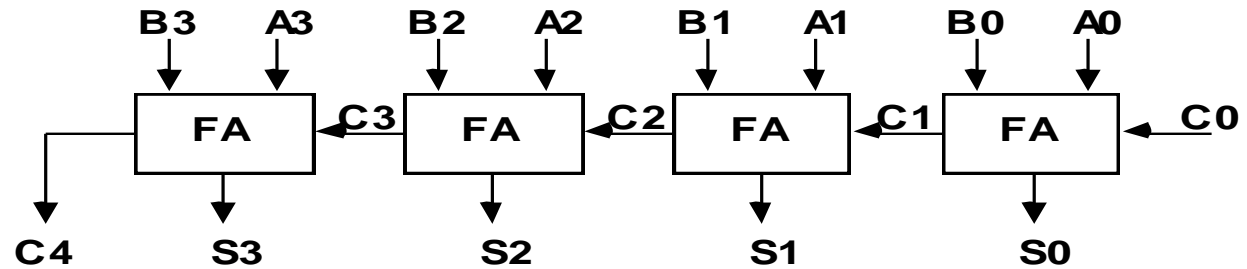 B3 A3 B2 A2 B1 A1 B0 A0
FA C3 FA C2 FA C1 FA C0
C4 S3 S2 S1 S0